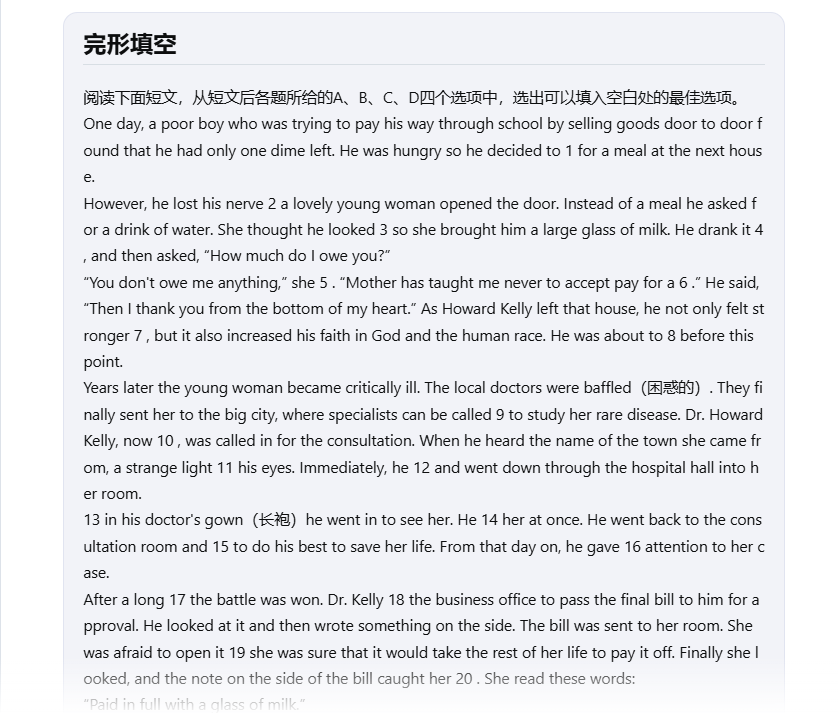 完形填空
阅读下面短文，从短文后各题所给的A、B、C、D四个选项中，选出可以填入空白处的最佳选项。
One day, a poor boy who was trying to pay his way through school by selling goods door to door f
ound that he had only one dime left. He was hungry so he decided to 1 for a meal at the next hous
e.
However, he lost his nerve 2 a lovely young woman opened the door. Instead of a meal he asked f
or a drink of water. She thought he looked 3 so she brought him a large glass of milk. He drank it 4
, and then asked, “How much do I owe you?”
“You don't owe me anything,” she 5 . “Mother has taught me never to accept pay for a 6 .” He said,
“Then I thank you from the bottom of my heart.” As Howard Kelly left that house, he not only felt st
ronger 7 , but it also increased his faith in God and the human race. He was about to 8 before this
point.
Years later the young woman became critically ill. The local doctors were baffled（困惑的）. They fi
nally sent her to the big city, where specialists can be called 9 to study her rare disease. Dr. Howard
Kelly, now 10 , was called in for the consultation. When he heard the name of the town she came fr
om, a strange light 11 his eyes. Immediately, he 12 and went down through the hospital hall into h
er room.
13 in his doctor's gown（长袍）he went in to see her. He 14 her at once. He went back to the cons
ultation room and 15 to do his best to save her life. From that day on, he gave 16 attention to her c
ase.
After a long 17 the battle was won. Dr. Kelly 18 the business office to pass the final bill to him for a
pproval. He looked at it and then wrote something on the side. The bill was sent to her room. She
was afraid to open it 19 she was sure that it would take the rest of her life to pay it off. Finally she l
ooked, and the note on the side of the bill caught her 20 . She read these words:
“Paid in full with a glass of milk.”